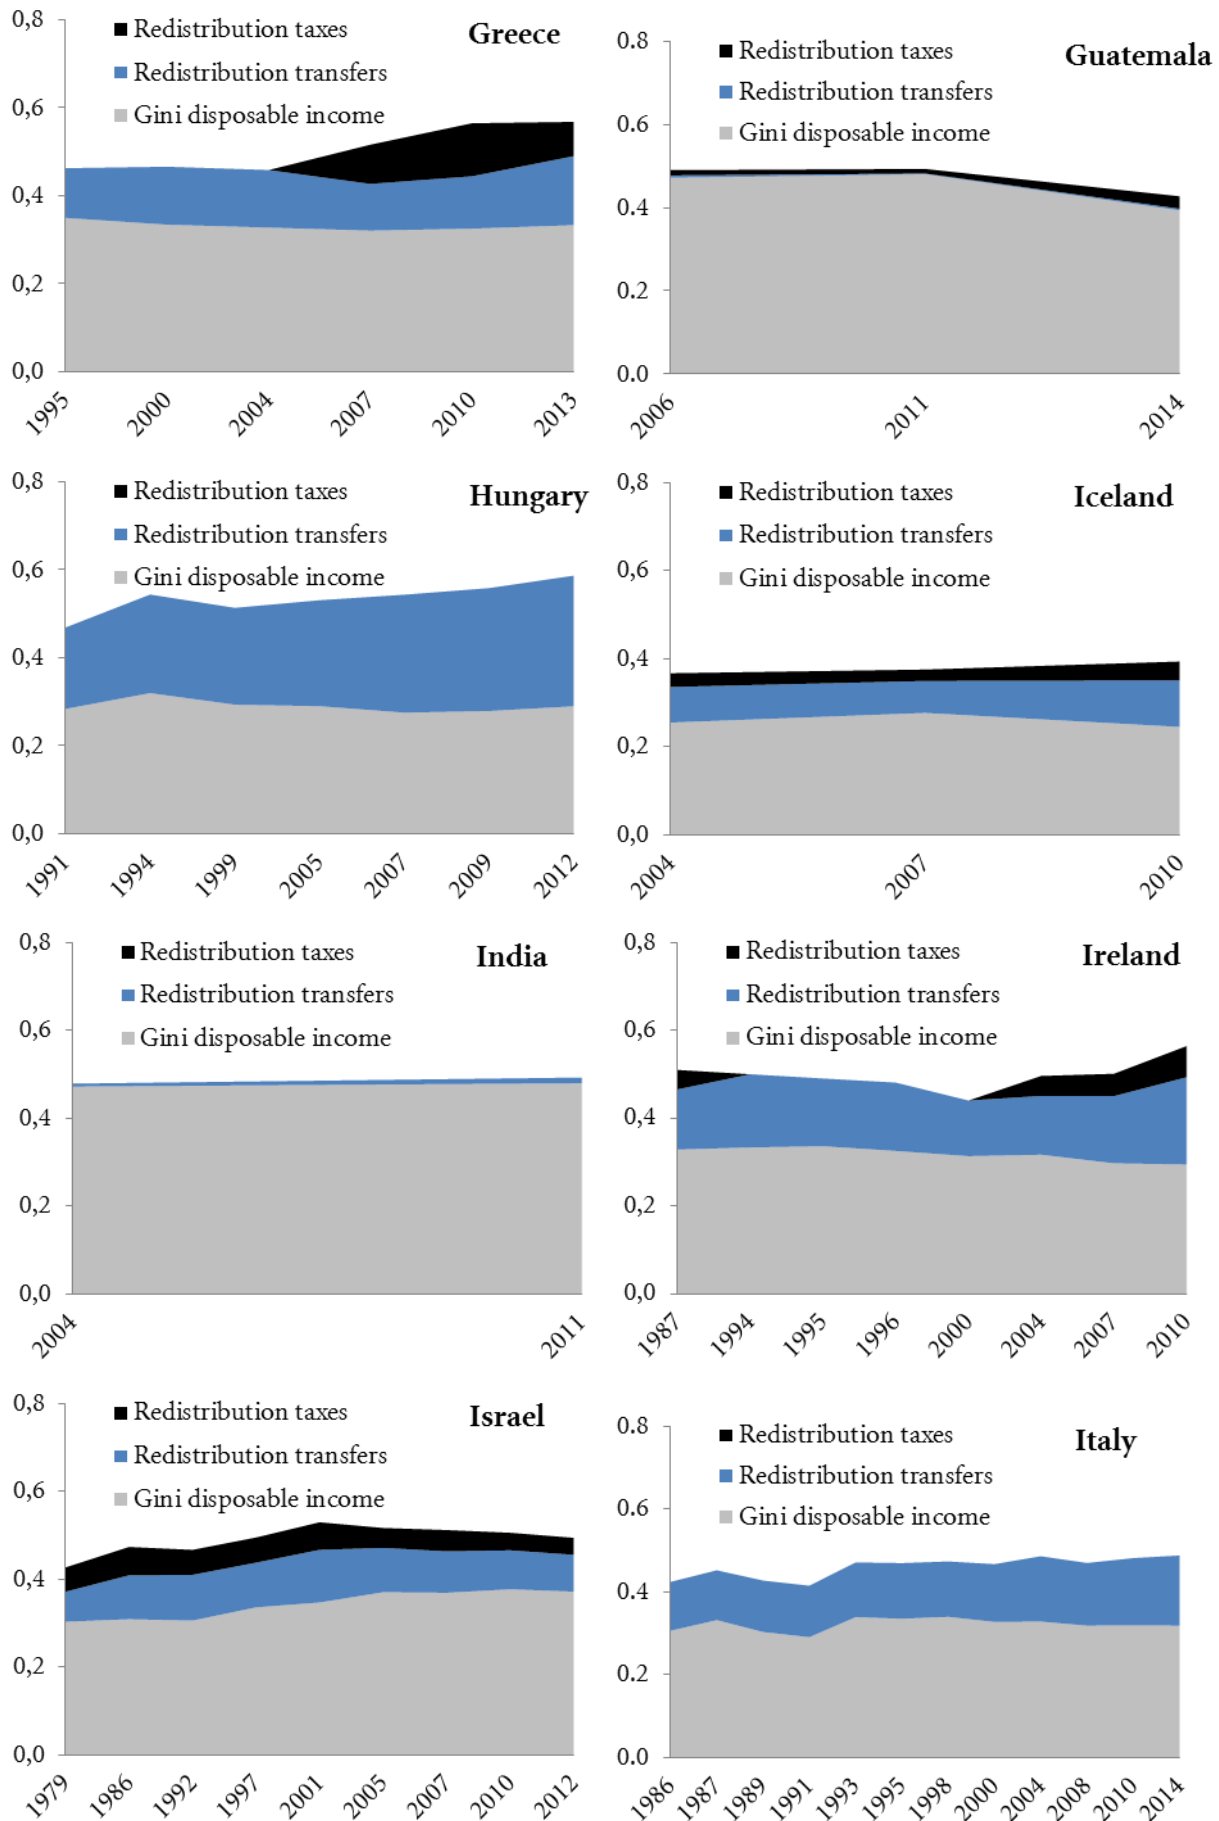 Greece
Redistribution taxes
Redistribution transfers
Gini disposable income
0,8
0,6
0,4
0,2
0,0
1995 2000 2004 2007 2010 2013
Guatemala
Redistribution taxes
Redistribution transfers
Gini disposable income
0.8
0.6
0.4
0.2
0.0
2006 2011 2014
Hungary
Redistribution taxes
Redistribution transfers
Gini disposable income
0,8
0,6
0,4
0,2
0,0
1991 1994 1999 2005 2007 2009 2012
Iceland
Redistribution taxes
Redistribution transfers
Gini disposable income
0,8
0,6
0,4
0,2
0,0
2004 2007 2010
India
Redistribution taxes
Redistribution transfers
Gini disposable income
0,8
0,6
0,4
0,2
0,0
2004 2011
Ireland
Redistribution taxes
Redistribution transfers
Gini disposable income
0,8
0,6
0,4
0,2
0,0
1987 1994 1995 1996 2000 2004 2007 2010
Israel
Redistribution taxes
Redistribution transfers
Gini disposable income
0,8
0,6
0,4
0,2
0,0
1979 1986 1992 1997 2001 2005 2007 2010 2012
Italy
Redistribution taxes
Redistribution transfers
Gini disposable income
0.8
0.6
0.4
0.2
0.0
1986 1987 1989 1991 1993 1995 1998 2000 2004 2008 2010 2014